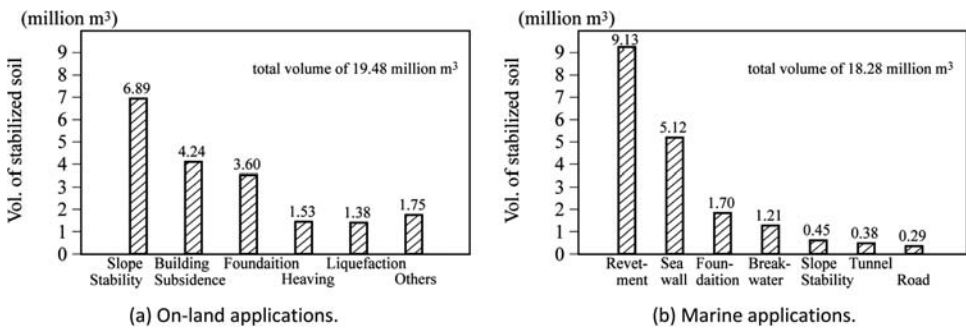 (million m³)
Vol. of stabilized soil
9
8
7
6
5
4
3
2
1
0
total volume of 19.48 million m³
6.89
4.24
3.60
1.53
1.38
1.75
Slope
Stability
Building
Subsidence
Foundaition
Heaving
Liquefaction
Others
(a) On-land applications.
(million m³)
Vol. of stabilized soil
9
8
7
6
5
4
3
2
1
0
total volume of 18.28 million m³
9.13
5.12
1.70
1.21
0.45
0.38
0.29
Revet-
ment
Sea
wall
Foun-
daition
Break-
water
Slope
Stability
Tunnel
Road
(b) Marine applications.